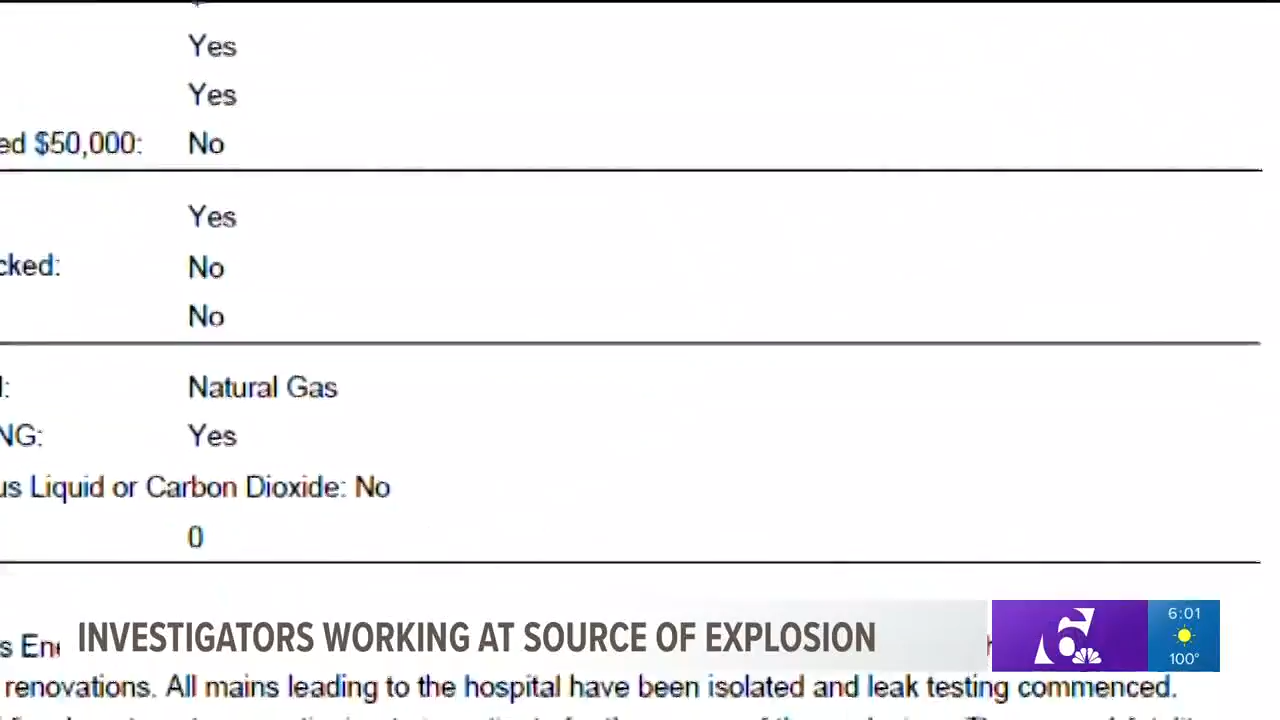 Yes
Yes
ed $50,000: No
Yes
cked: No
No
Natural Gas
NG: Yes
us Liquid or Carbon Dioxide: No
0
INVESTIGATORS WORKING AT SOURCE OF EXPLOSION
6
6:01
100°
renovations. All mains leading to the hospital have been isolated and leak testing commenced.